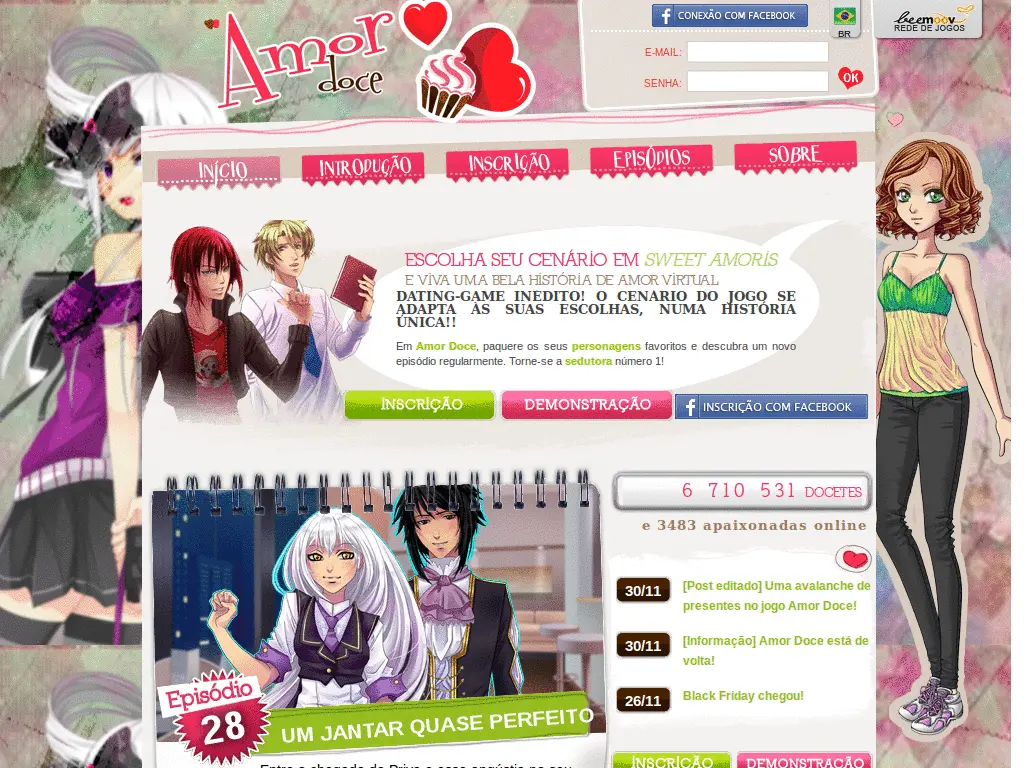 CONEXÃO COM FACEBOOK
BR
beemoov
REDE DE JOGOS
Amor
doce
E-MAIL:
SENHA:
OK
INÍCIO
INTRODUÇÃO
INSCRIÇÃO
EPISÓDIOS
SOBRE
ESCOLHA SEU CENÁRIO EM SWEET AMORIS
E VIVA UMA BELA HISTÓRIA DE AMOR VIRTUAL
DATING-GAME INEDITO! O CENARIO DO JOGO SE
ADAPTA ÀS SUAS ESCOLHAS, NUMA HISTÓRIA
ÚNICA!!
Em Amor Doce, paquere os seus personagens favoritos e descubra um novo
episódio regularmente. Torne-se a sedutora número 1!
INSCRIÇÃO
DEMONSTRAÇÃO
INSCRIÇÃO COM FACEBOOK
6 710 531 DOCETES
e 3483 apaixonadas online
30/11
[Post editado] Uma avalanche de
presentes no jogo Amor Doce!
30/11
[Informação] Amor Doce está de
volta!
26/11
Black Friday chegou!
Episódio
28
UM JANTAR QUASE PERFEITO
INSCRIÇÃO
DEMONSTRAÇÃO